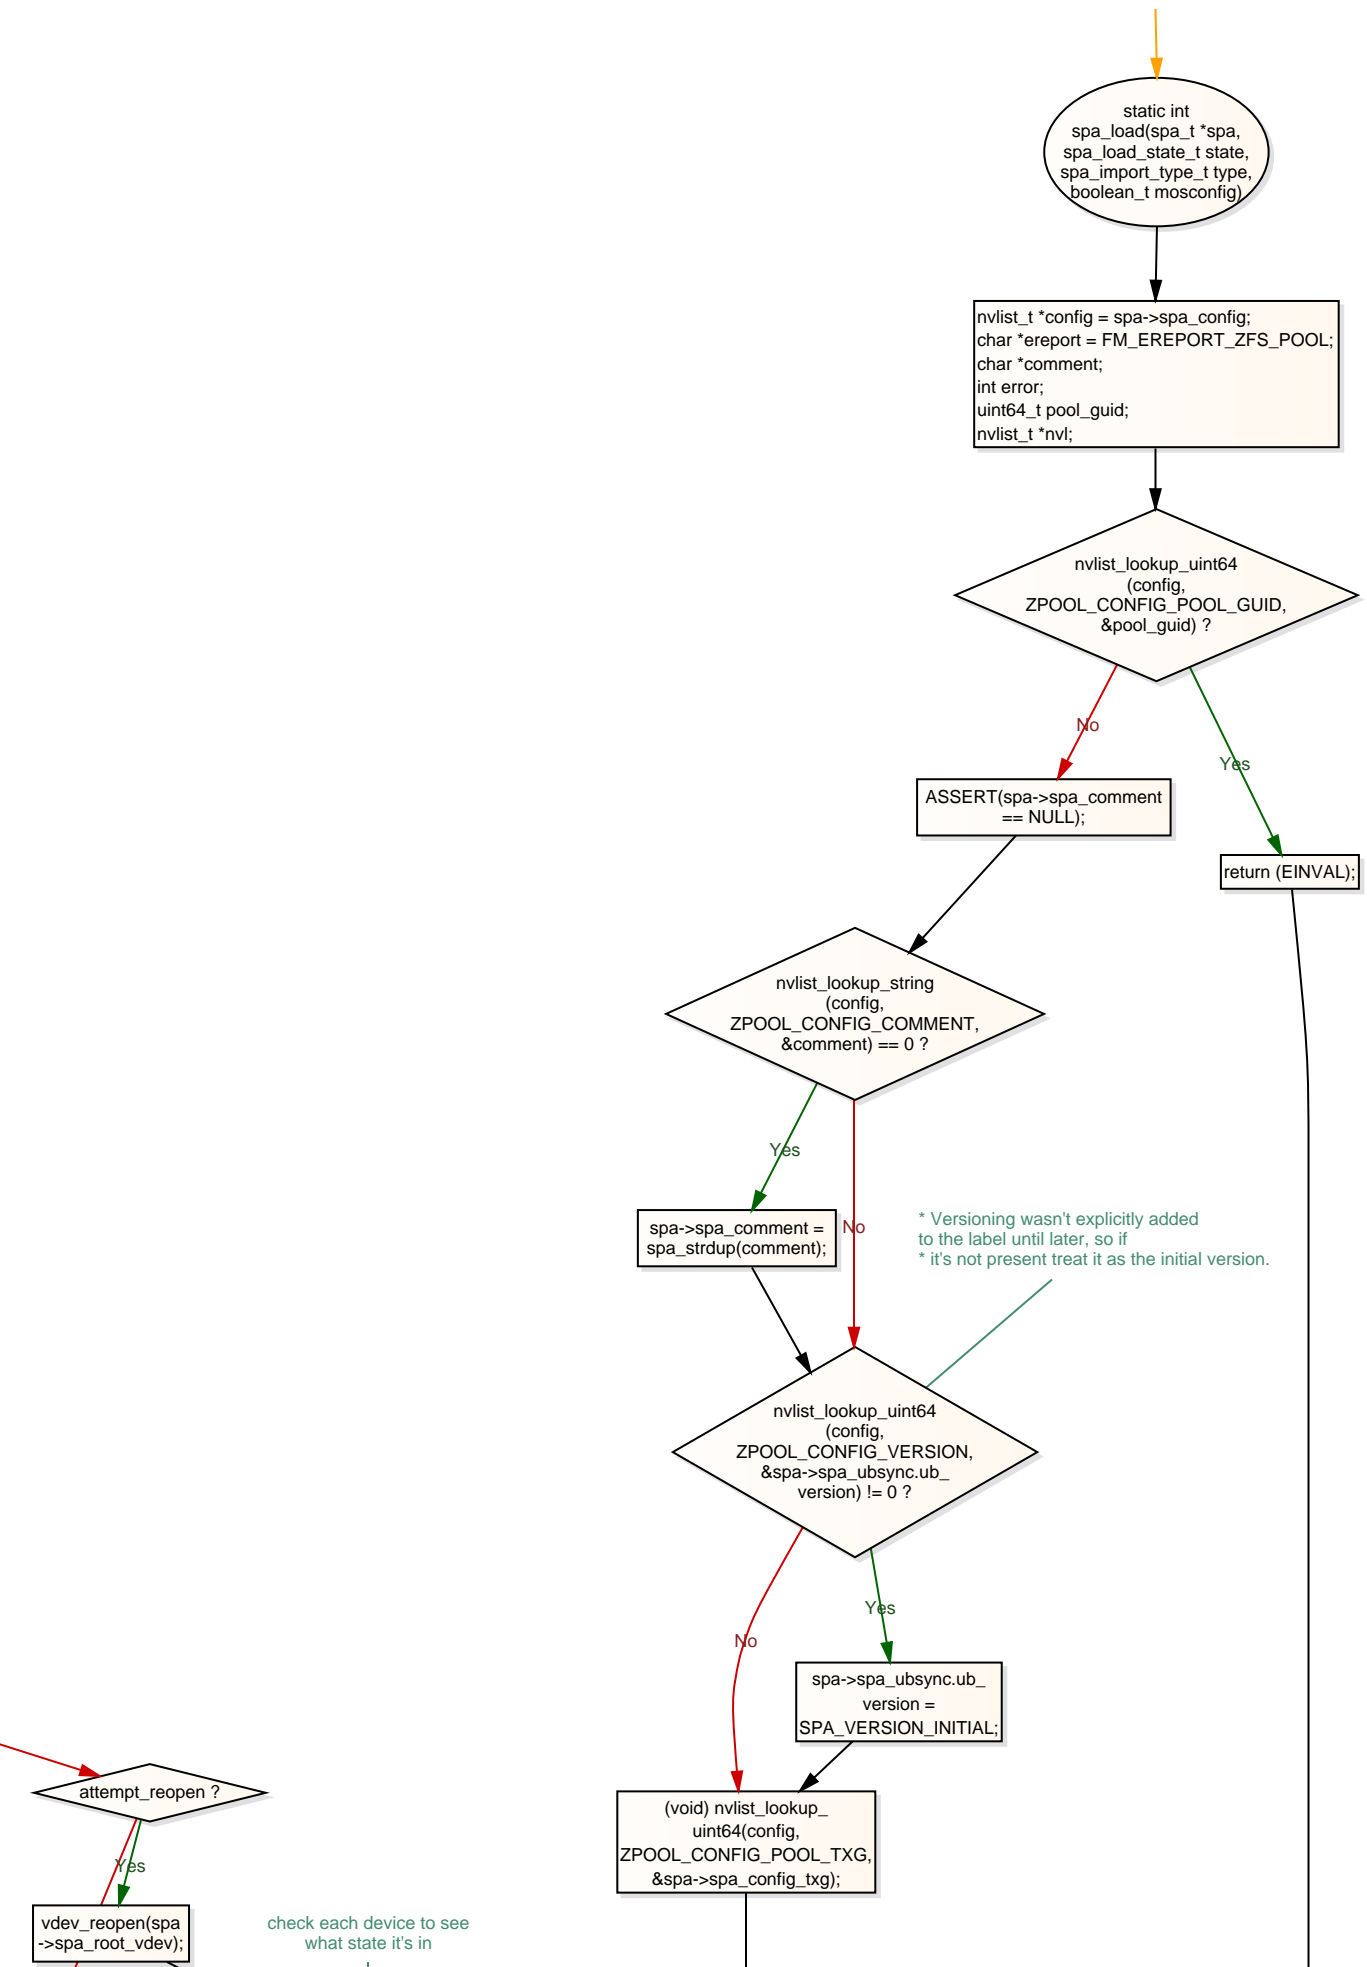 static int
spa_load(spa_t *spa,
spa_load_state_t state,
spa_import_type_t type,
boolean_t mosconfig)
nvlist_t *config = spa->spa_config;
char *ereport = FM_EREPORT_ZFS_POOL;
char *comment;
int error;
uint64_t pool_guid;
nvlist_t *nvl;
nvlist_lookup_uint64
(config,
ZPOOL_CONFIG_POOL_GUID,
&pool_guid) ?
No
Yes
ASSERT(spa->spa_comment
== NULL);
return (EINVAL);
nvlist_lookup_string
(config,
ZPOOL_CONFIG_COMMENT,
&comment) == 0 ?
Yes
No
spa->spa_comment =
spa_strdup(comment);
* Versioning wasn't explicitly added
to the label until later, so if
* it's not present treat it as the initial version.
nvlist_lookup_uint64
(config,
ZPOOL_CONFIG_VERSION,
&spa->spa_ubsync.ub_
version) != 0 ?
Yes
No
spa->spa_ubsync.ub_
version =
SPA_VERSION_INITIAL;
attempt_reopen ?
(void) nvlist_lookup_
uint64(config,
ZPOOL_CONFIG_POOL_TXG,
&spa->spa_config_txg);
Yes
vdev_reopen(spa
->spa_root_vdev);
check each device to see
what state it's in